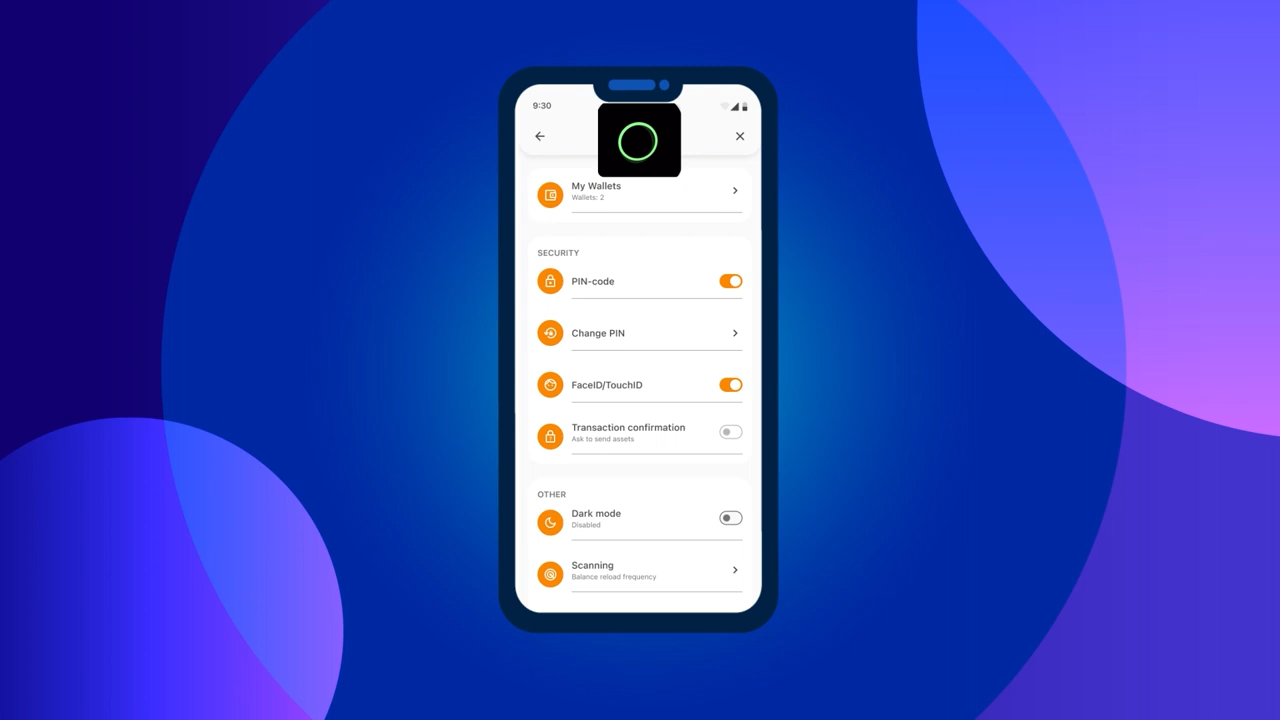 9:30
My Wallets
Wallets: 2
SECURITY
PIN-code
Change PIN
FaceID/TouchID
Transaction confirmation
Ask to send assets
OTHER
Dark mode
Disabled
Scanning
Balance reload frequency